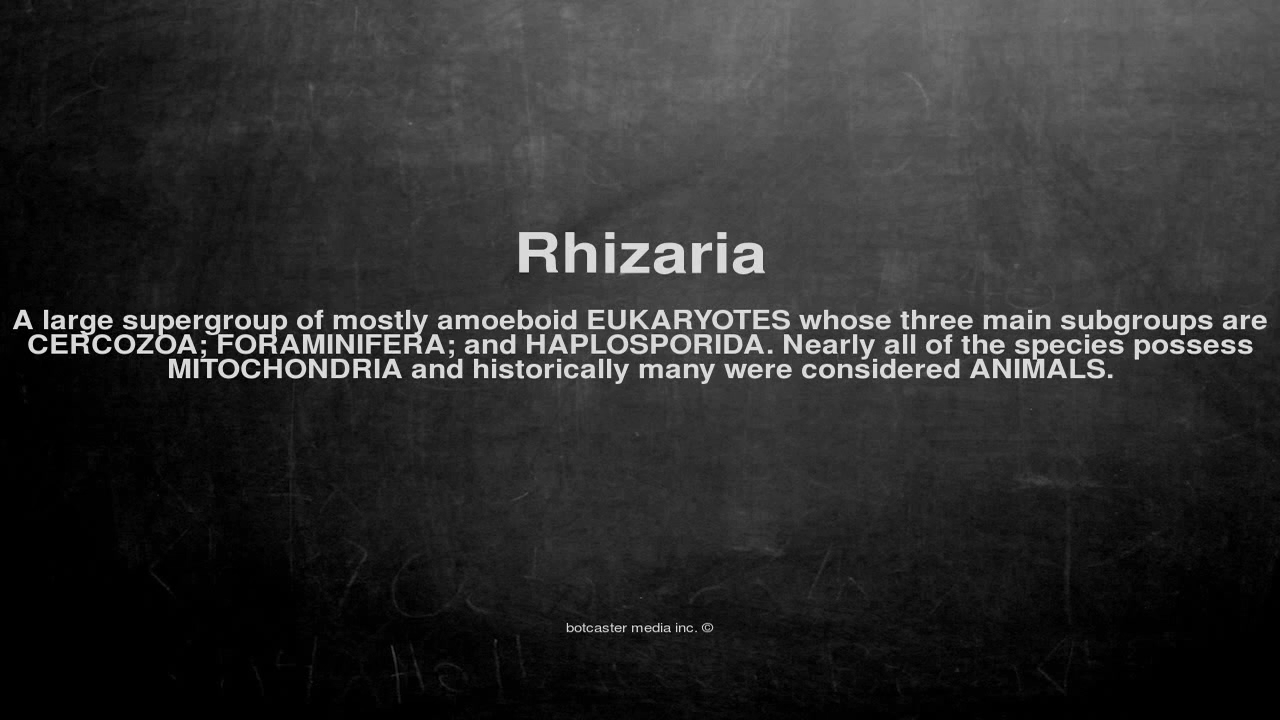 Rhizaria
A large supergroup of mostly amoeboid EUKARYOTES whose three main subgroups are
CERCOZOA; FORAMINIFERA; and HAPLOSPORIDA. Nearly all of the species possess
MITOCHONDRIA and historically many were considered ANIMALS.
botcaster media inc. ©